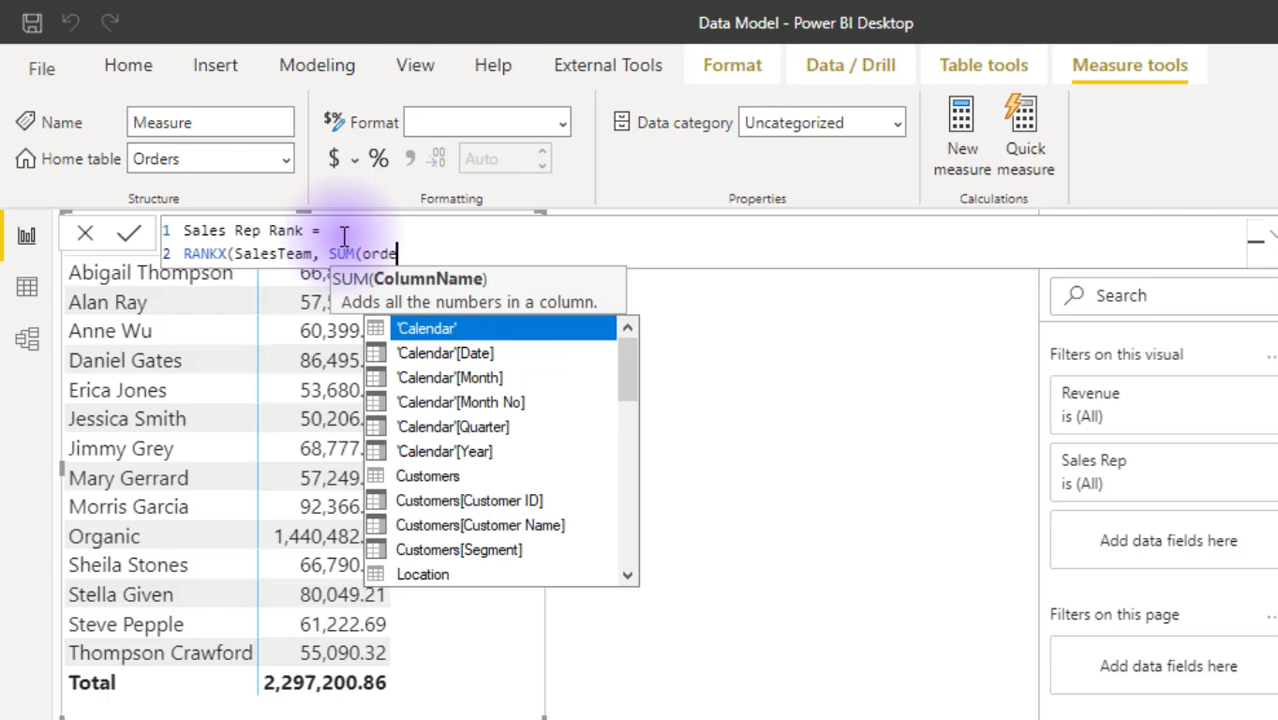 Data Model - Power BI Desktop
File Home Insert Modeling View Help External Tools Format Data / Drill Table tools Measure tools
Name Measure
Home table Orders
Structure
$% Format
$ % , .00 Auto
Formatting
Data category Uncategorized
Properties
New measure
Quick measure
Calculations
1 Sales Rep Rank =
2 RANKX(SalesTeam, SUM(orde
SUM(ColumnName)
Adds all the numbers in a column.
'Calendar'
'Calendar'[Date]
'Calendar'[Month]
'Calendar'[Month No]
'Calendar'[Quarter]
'Calendar'[Year]
Customers
Customers[Customer ID]
Customers[Customer Name]
Customers[Segment]
Location
Abigail Thompson 66,8
Alan Ray 57,5
Anne Wu 60,399.
Daniel Gates 86,495.
Erica Jones 53,680.
Jessica Smith 50,206.
Jimmy Grey 68,777.
Mary Gerrard 57,249.
Morris Garcia 92,366.
Organic 1,440,482.
Sheila Stones 66,790.
Stella Given 80,049.21
Steve Pepple 61,222.69
Thompson Crawford 55,090.32
Total 2,297,200.86
Search
Filters on this visual ...
Revenue
is (All)
Sales Rep
is (All)
Add data fields here
Filters on this page ...
Add data fields here